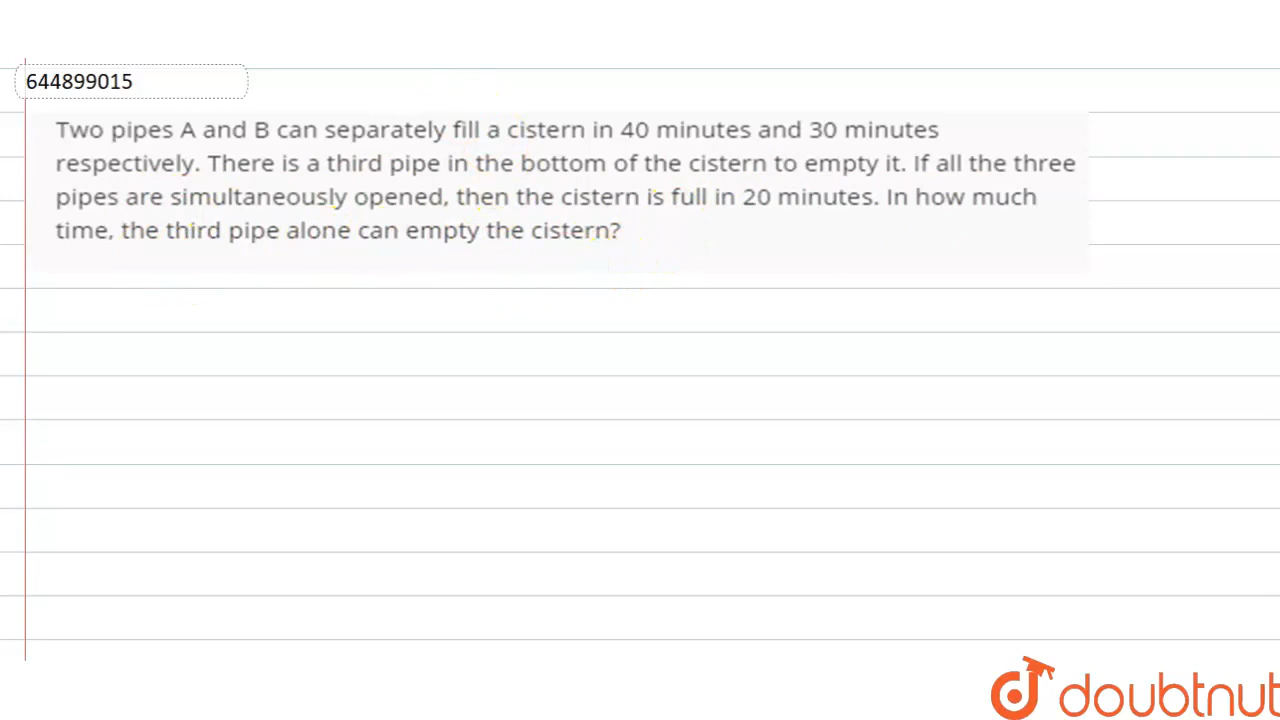 644899015
Two pipes A and B can separately fill a cistern in 40 minutes and 30 minutes
respectively. There is a third pipe in the bottom of the cistern to empty it. If all the three
pipes are simultaneously opened, then the cistern is full in 20 minutes. In how much
time, the third pipe alone can empty the cistern?
doubtnut